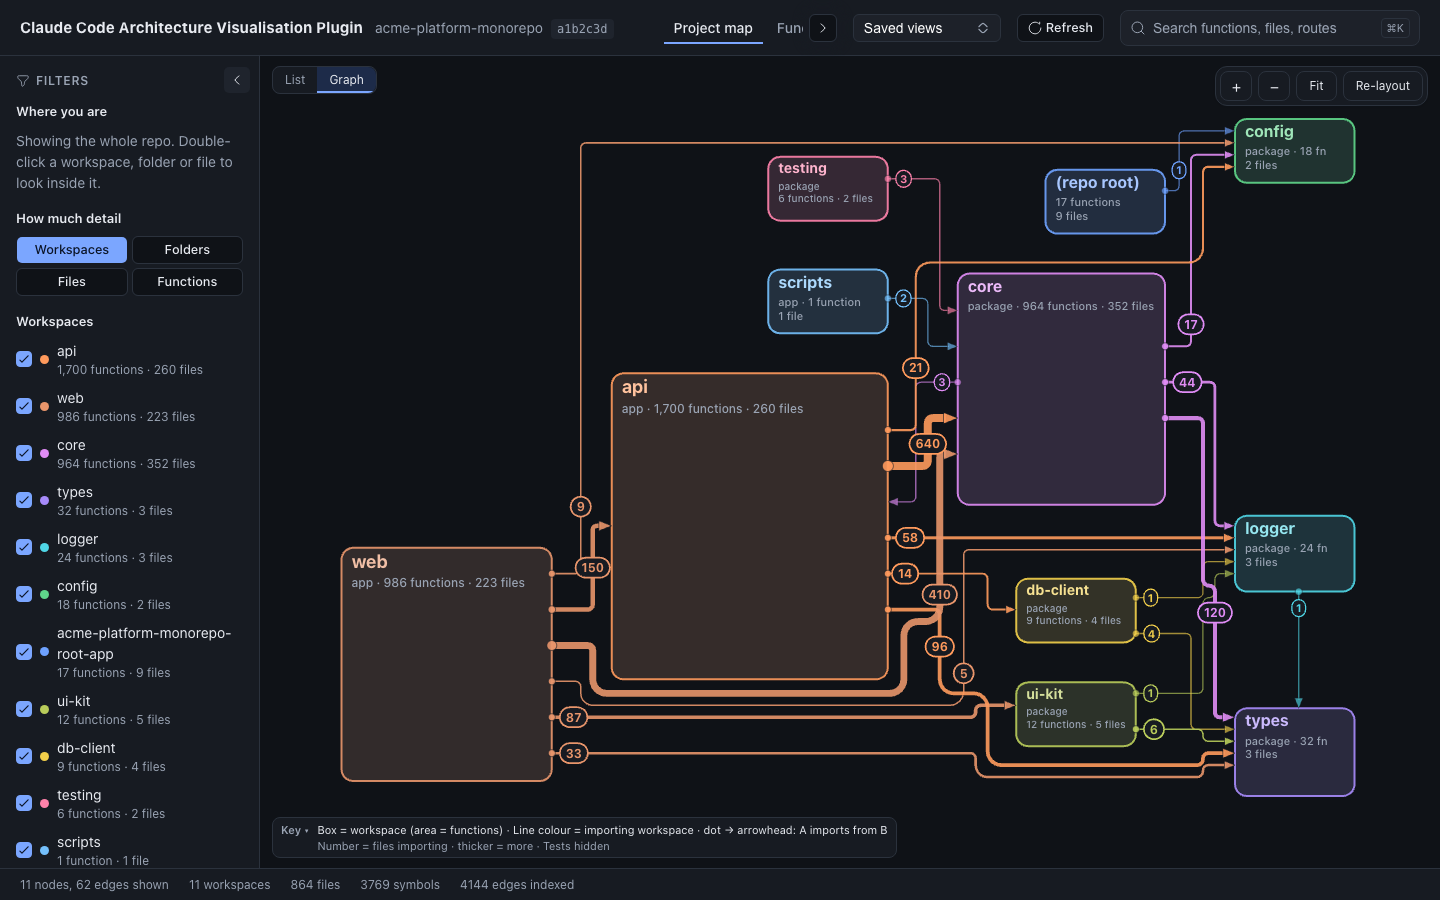 Claude Code Architecture Visualisation Plugin
acme-platform-monorepo
a1b2c3d
Project map
Fun
Saved views
Refresh
Search functions, files, routes
⌘K
FILTERS
Where you are
Showing the whole repo. Double-
click a workspace, folder or file to
look inside it.
How much detail
Workspaces
Folders
Files
Functions
Workspaces
api
1,700 functions · 260 files
web
986 functions · 223 files
core
964 functions · 352 files
types
32 functions · 3 files
logger
24 functions · 3 files
config
18 functions · 2 files
acme-platform-monorepo-
root-app
17 functions · 9 files
ui-kit
12 functions · 5 files
db-client
9 functions · 4 files
testing
6 functions · 2 files
scripts
1 function · 1 file
List
Graph
+
−
Fit
Re-layout
config
package · 18 fn
2 files
testing
package
6 functions · 2 files
3
(repo root)
17 functions
9 files
1
scripts
app · 1 function
1 file
2
core
package · 964 functions · 352 files
17
44
3
21
api
app · 1,700 functions · 260 files
640
9
150
58
14
410
96
5
web
app · 986 functions · 223 files
87
33
logger
package · 24 fn
3 files
1
db-client
package
9 functions · 4 files
1
4
120
ui-kit
package
12 functions · 5 files
1
6
types
package · 32 fn
3 files
Key ▾ Box = workspace (area = functions) · Line colour = importing workspace · dot → arrowhead: A imports from B
Number = files importing · thicker = more · Tests hidden
11 nodes, 62 edges shown
11 workspaces
864 files
3769 symbols
4144 edges indexed